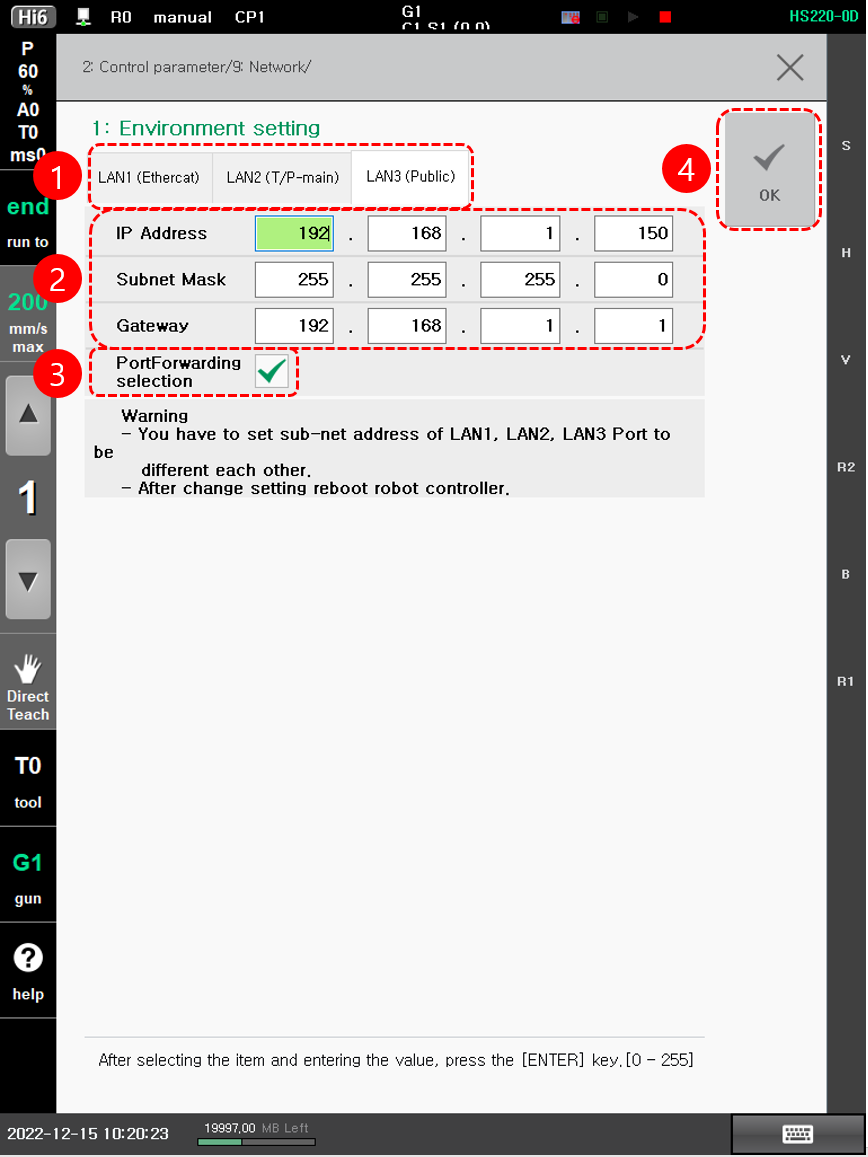 Hi6 R0 manual CP1 G1 HS220-0D
C1 S1 (0,0)
P
60
%
A0
T0
ms0
end
run to
200
mm/s
max
1
Direct
Teach
T0
tool
G1
gun
?
help
2: Control parameter/9: Network/
1: Environment setting
1
LAN1 (Ethercat) LAN2 (T/P-main) LAN3 (Public)
2
IP Address 192 . 168 . 1 . 150
Subnet Mask 255 . 255 . 255 . 0
Gateway 192 . 168 . 1 . 1
3
PortForwarding
selection
Warning
- You have to set sub-net address of LAN1, LAN2, LAN3 Port to
be
different each other.
- After change setting reboot robot controller.
4
OK
S
H
V
R2
B
R1
After selecting the item and entering the value, press the [ENTER] key.[0 - 255]
2022-12-15 10:20:23 19997,00 MB Left